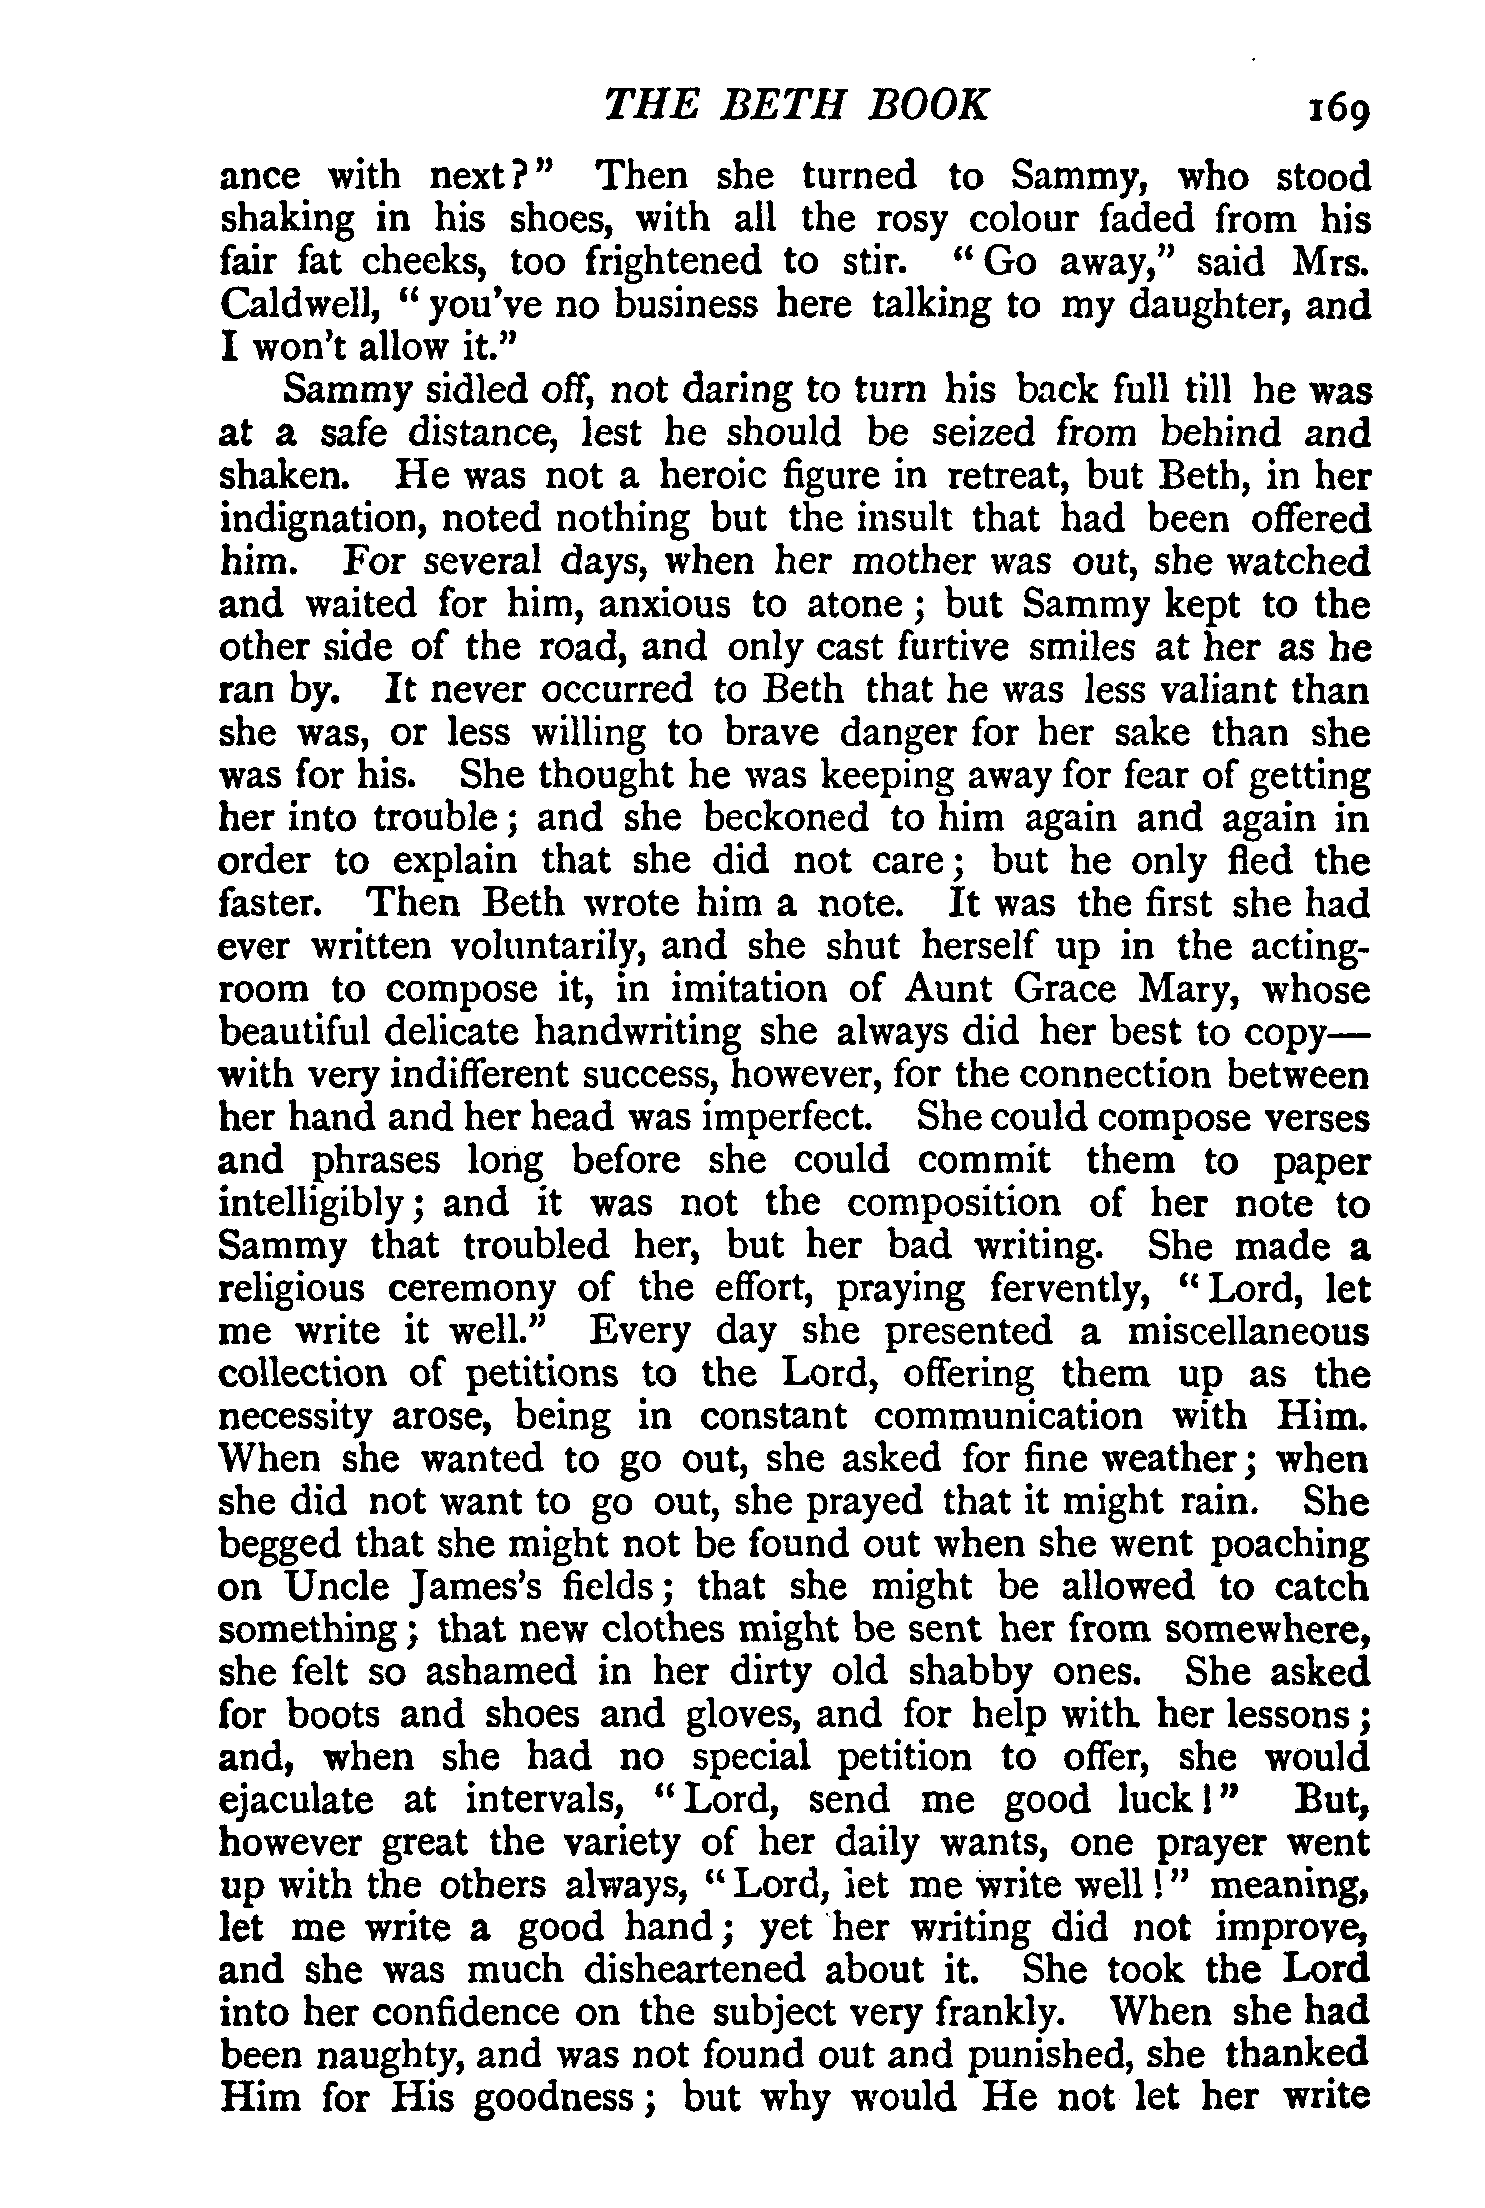 THE BETH BOOK 169
ance with next?" Then she turned to Sammy, who stood
shaking in his shoes, with all the rosy colour faded from his
fair fat cheeks, too frightened to stir. "Go away," said Mrs.
Caldwell, "you've no business here talking to my daughter, and
I won't allow it."
Sammy sidled off, not daring to turn his back full till he was
at a safe distance, lest he should be seized from behind and
shaken. He was not a heroic figure in retreat, but Beth, in her
indignation, noted nothing but the insult that had been offered
him. For several days, when her mother was out, she watched
and waited for him, anxious to atone; but Sammy kept to the
other side of the road, and only cast furtive smiles at her as he
ran by. It never occurred to Beth that he was less valiant than
she was, or less willing to brave danger for her sake than she
was for his. She thought he was keeping away for fear of getting
her into trouble; and she beckoned to him again and again in
order to explain that she did not care; but he only fled the
faster. Then Beth wrote him a note. It was the first she had
ever written voluntarily, and she shut herself up in the acting-
room to compose it, in imitation of Aunt Grace Mary, whose
beautiful delicate handwriting she always did her best to copy—
with very indifferent success, however, for the connection between
her hand and her head was imperfect. She could compose verses
and phrases long before she could commit them to paper
intelligibly; and it was not the composition of her note to
Sammy that troubled her, but her bad writing. She made a
religious ceremony of the effort, praying fervently, "Lord, let
me write it well." Every day she presented a miscellaneous
collection of petitions to the Lord, offering them up as the
necessity arose, being in constant communication with Him.
When she wanted to go out, she asked for fine weather; when
she did not want to go out, she prayed that it might rain. She
begged that she might not be found out when she went poaching
on Uncle James's fields; that she might be allowed to catch
something; that new clothes might be sent her from somewhere,
she felt so ashamed in her dirty old shabby ones. She asked
for boots and shoes and gloves, and for help with her lessons;
and, when she had no special petition to offer, she would
ejaculate at intervals, "Lord, send me good luck!" But,
however great the variety of her daily wants, one prayer went
up with the others always, "Lord, let me write well!" meaning,
let me write a good hand; yet her writing did not improve,
and she was much disheartened about it. She took the Lord
into her confidence on the subject very frankly. When she had
been naughty, and was not found out and punished, she thanked
Him for His goodness; but why would He not let her write